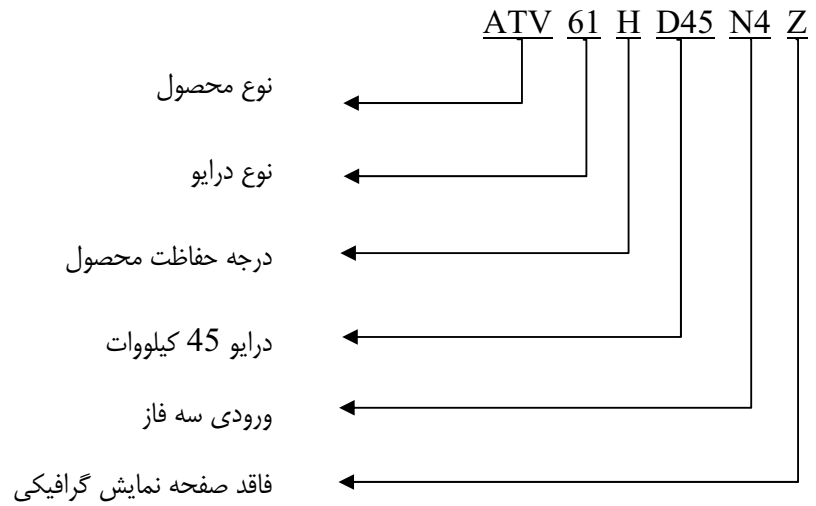 ATV 61 H D45 N4 Z
نوع محصول
نوع درایو
درجه حفاظت محصول
درایو 45 کیلووات
ورودی سه فاز
فاقد صفحه نمایش گرافیکی